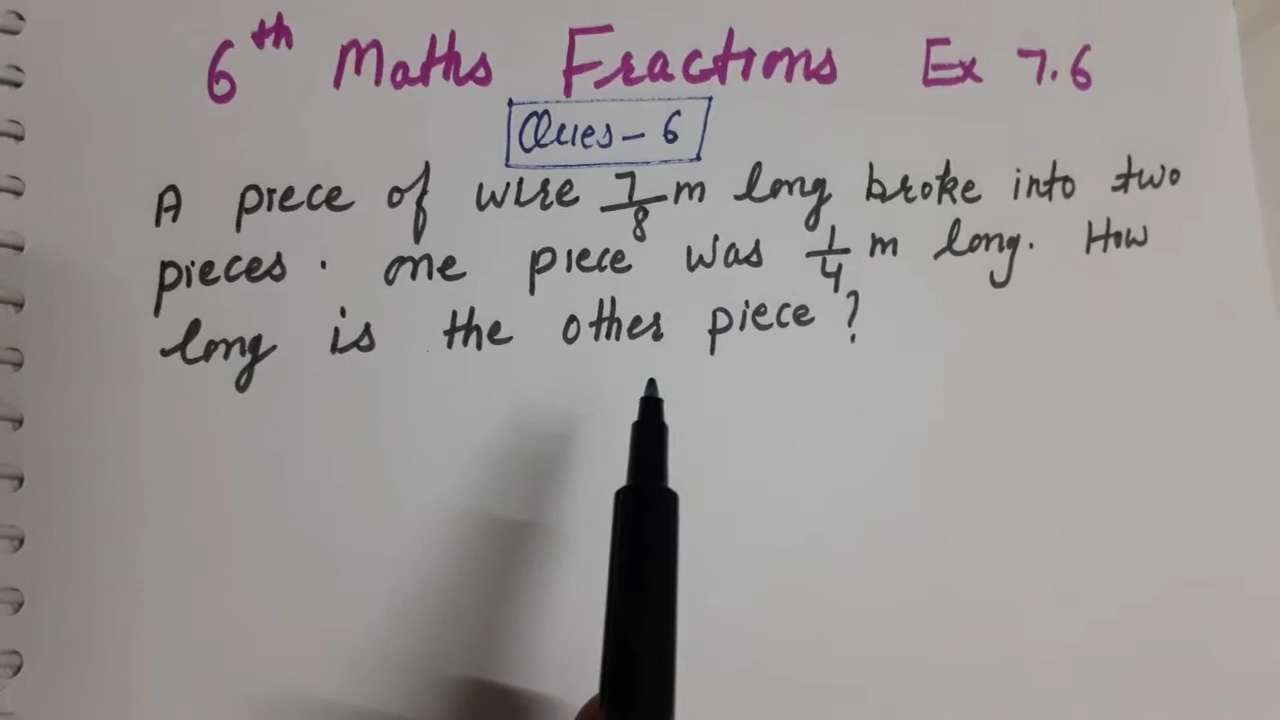 6th Maths Fractions Ex 7.6
Ques-6
A piece of wire 7/8 m long broke into two
pieces. one piece was 1/4 m long. How
long is the other piece?